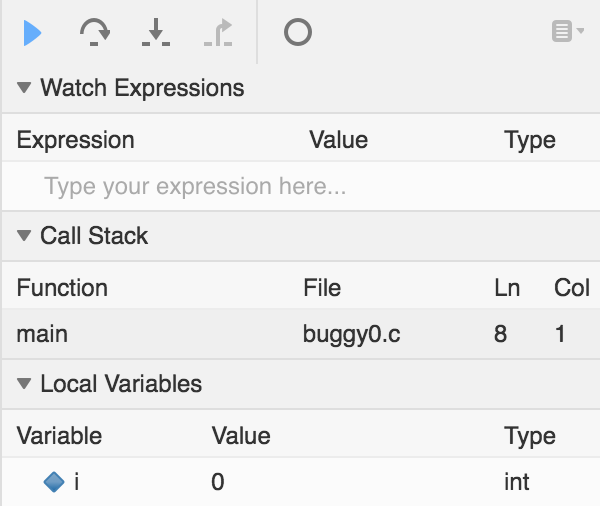 Watch Expressions
Expression Value Type
Type your expression here...
Call Stack
Function File Ln Col
main buggy0.c 8 1
Local Variables
Variable Value Type
i 0 int